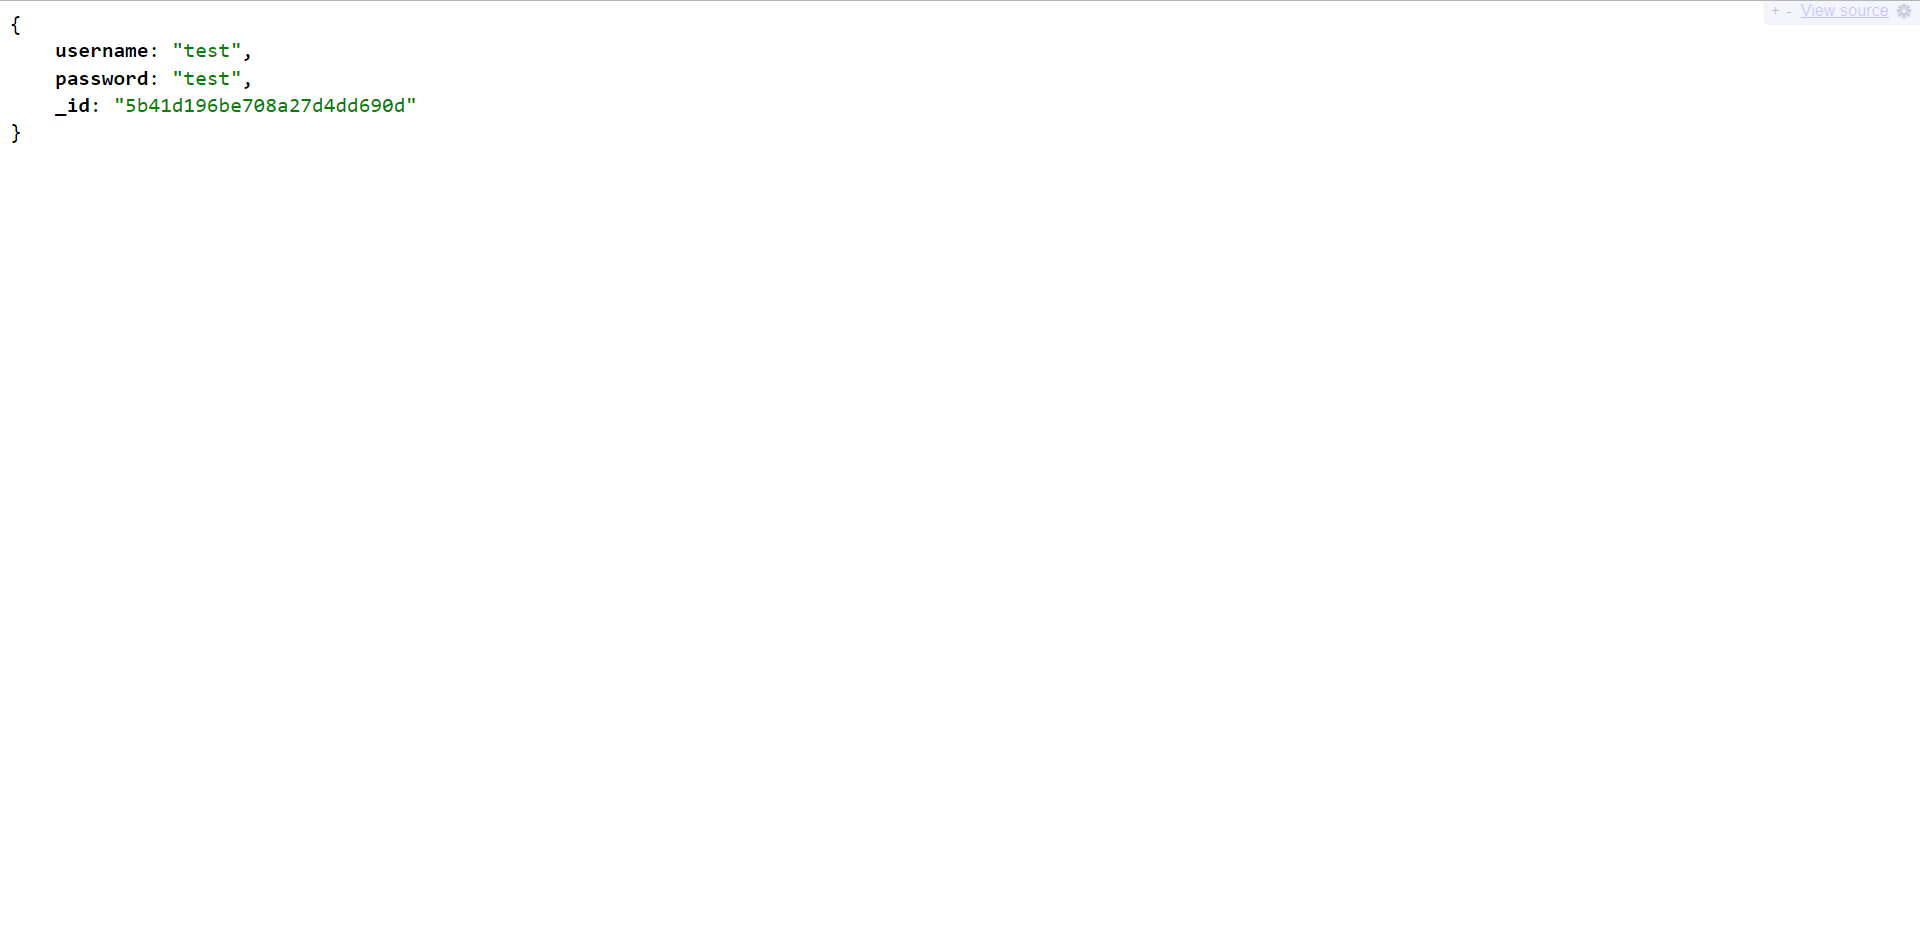 + - View source
{
username: "test",
password: "test",
_id: "5b41d196be708a27d4dd690d"
}